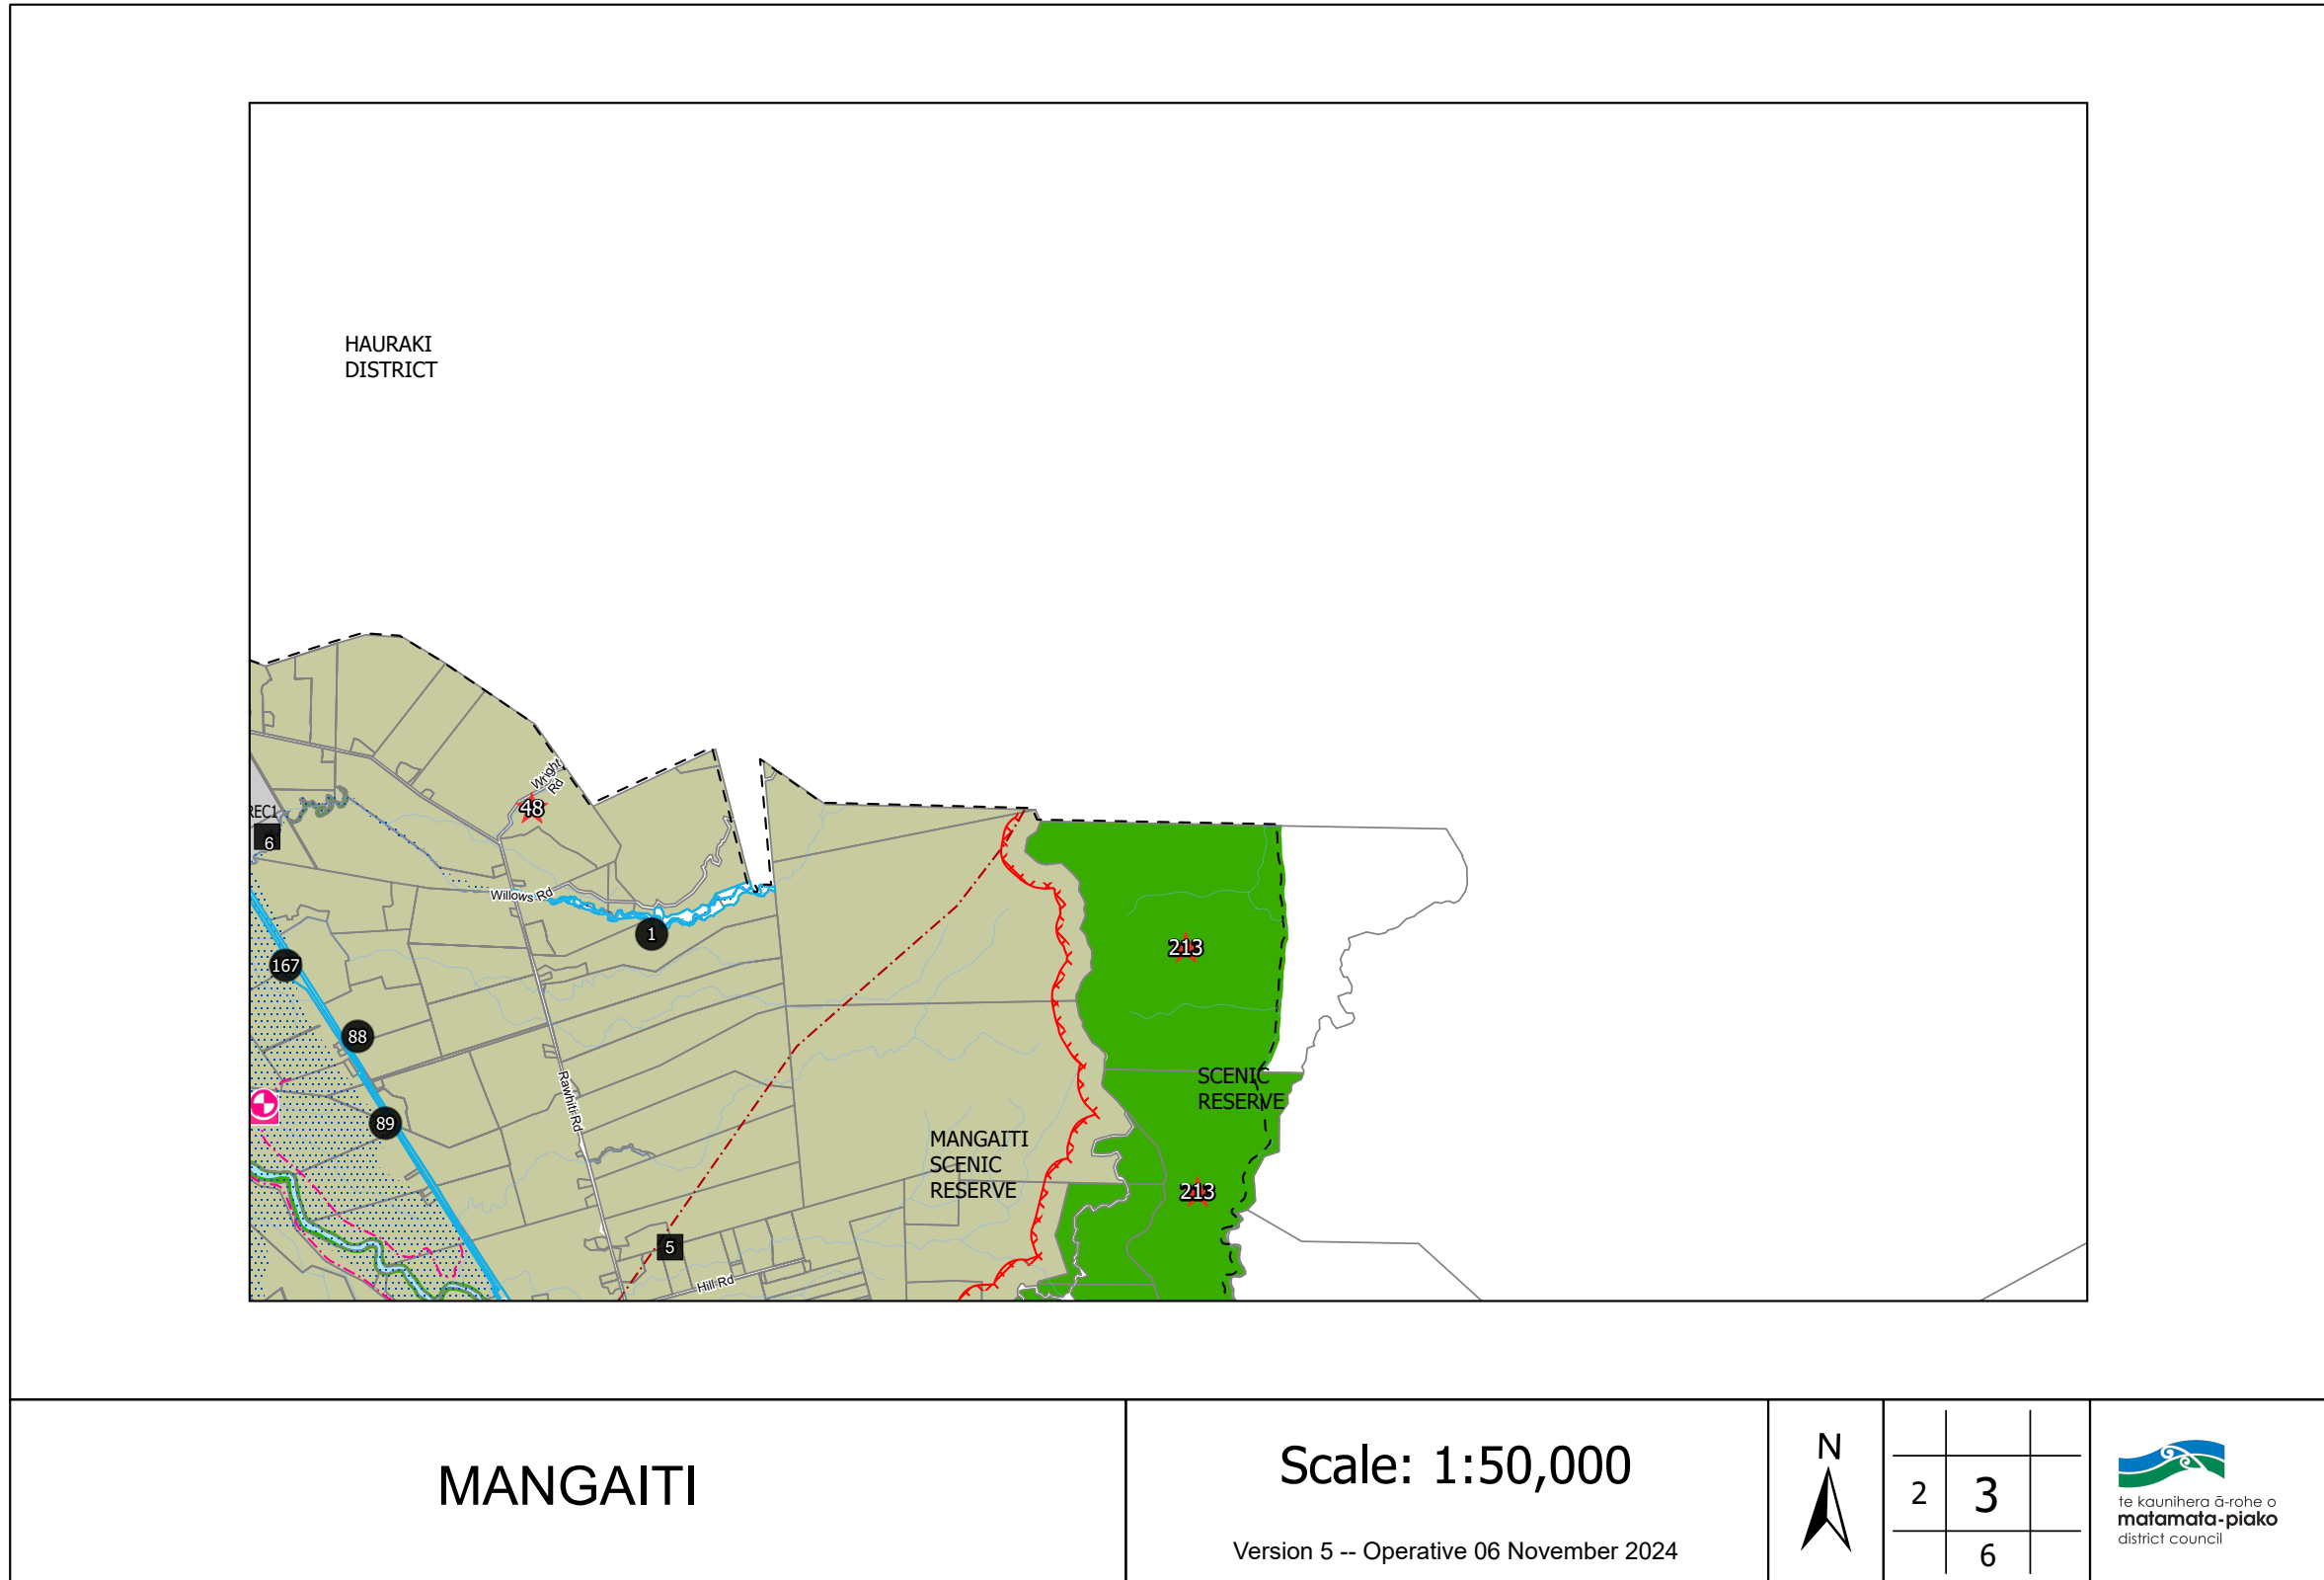 HAURAKI
DISTRICT
Wright
Rd
48
REC1
6
Willows Rd
1
213
167
88
89
Rawhiti Rd
SCENIC
RESERVE
MANGAITI
SCENIC
RESERVE
213
5
Hill Rd
MANGAITI
Scale: 1:50,000
Version 5 -- Operative 06 November 2024
N
2
3
6
te kaunihera ā-rohe o
matamata-piako
district council